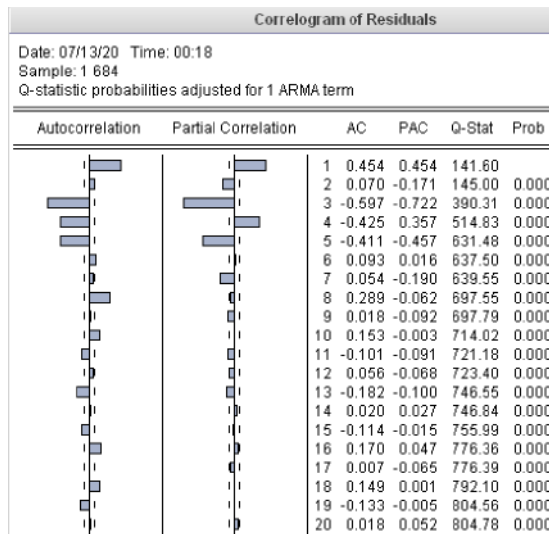 Correlogram of Residuals
Date: 07/13/20 Time: 00:18
Sample: 1 684
Q-statistic probabilities adjusted for 1 ARMA term
Autocorrelation Partial Correlation AC PAC Q-Stat Prob
1 0.454 0.454 141.60
2 0.070 -0.171 145.00 0.000
3 -0.597 -0.722 390.31 0.000
4 -0.425 0.357 514.83 0.000
5 -0.411 -0.457 631.48 0.000
6 0.093 0.016 637.50 0.000
7 0.054 -0.190 639.55 0.000
8 0.289 -0.062 697.55 0.000
9 0.018 -0.092 697.79 0.000
10 0.153 -0.003 714.02 0.000
11 -0.101 -0.091 721.18 0.000
12 0.056 -0.068 723.40 0.000
13 -0.182 -0.100 746.55 0.000
14 0.020 0.027 746.84 0.000
15 -0.114 -0.015 755.99 0.000
16 0.170 0.047 776.36 0.000
17 0.007 -0.065 776.39 0.000
18 0.149 0.001 792.10 0.000
19 -0.133 -0.005 804.56 0.000
20 0.018 0.052 804.78 0.000